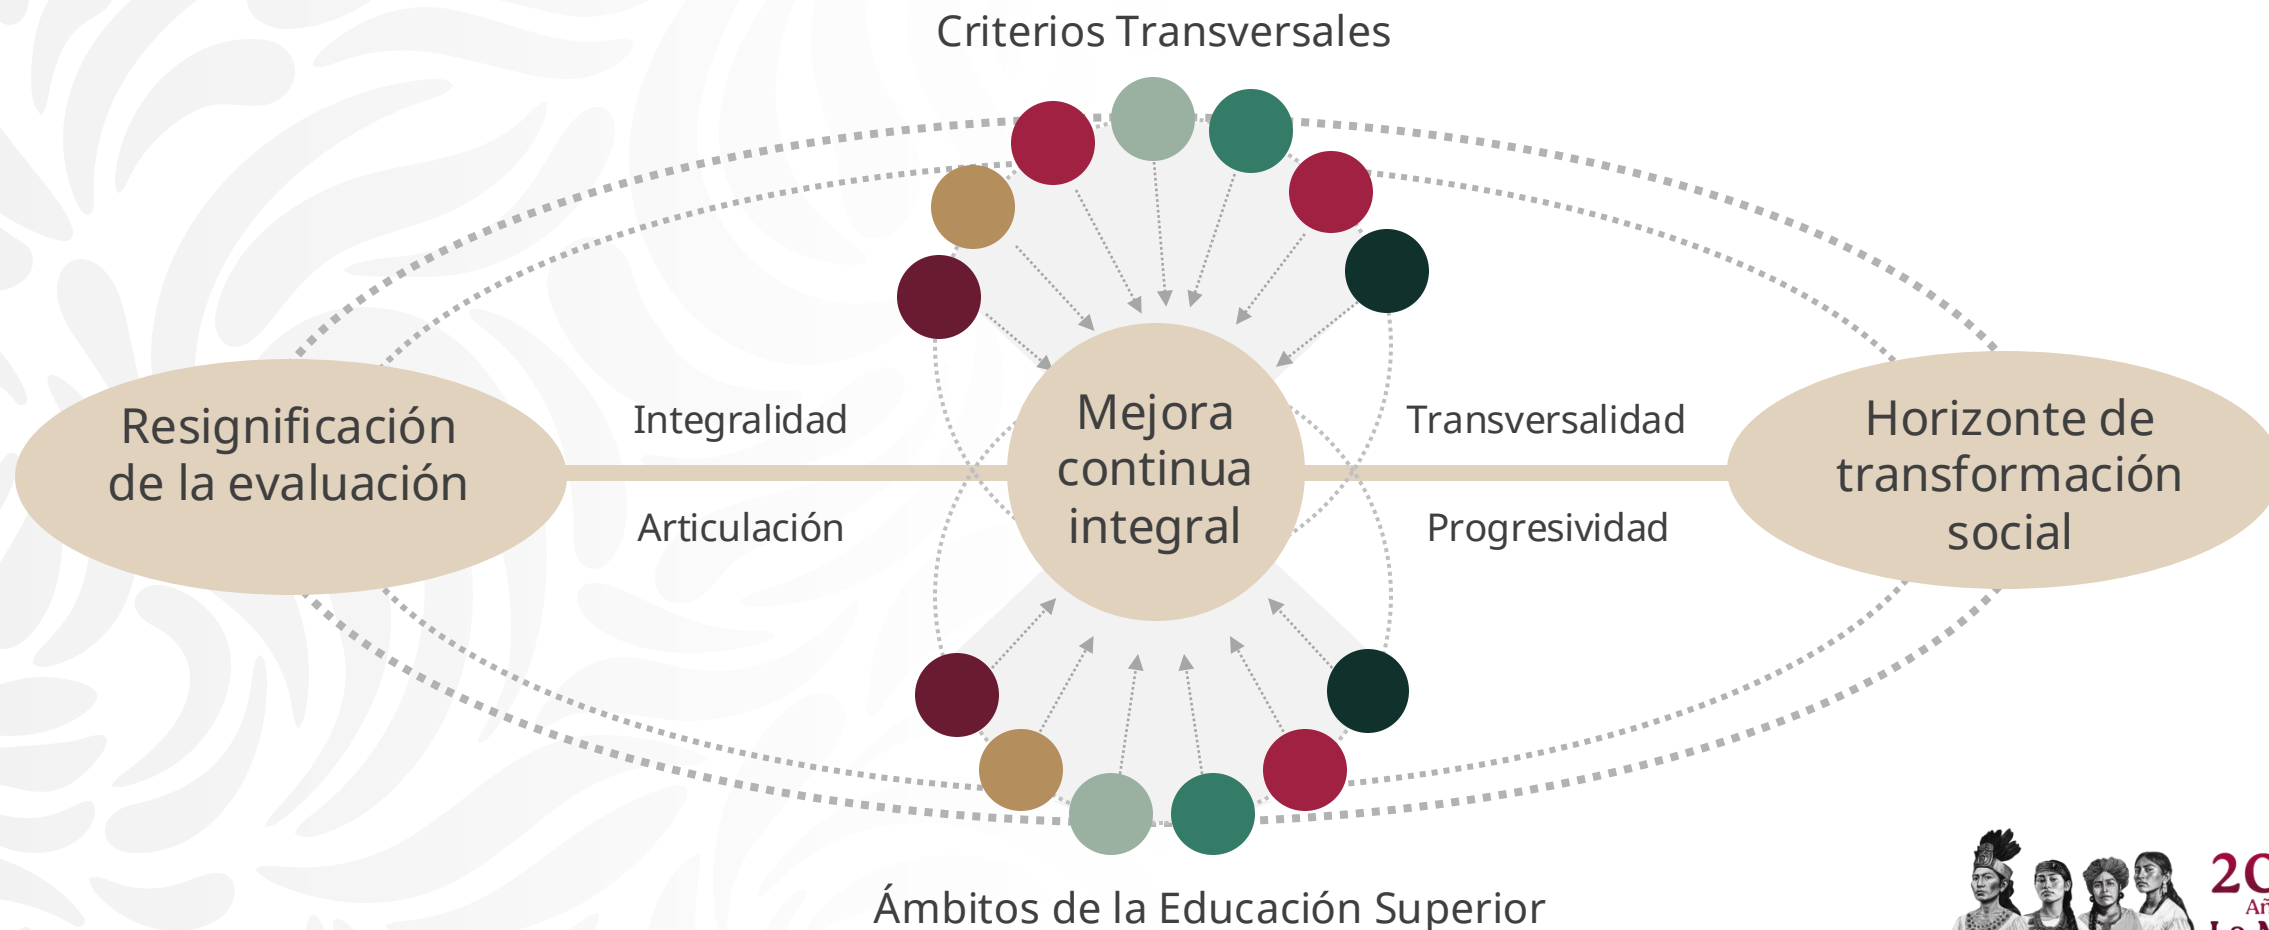 Criterios Transversales
Resignificación
de la evaluación
Integralidad
Articulación
Mejora
continua
integral
Transversalidad
Progresividad
Horizonte de
transformación
social
Ámbitos de la Educación Superior